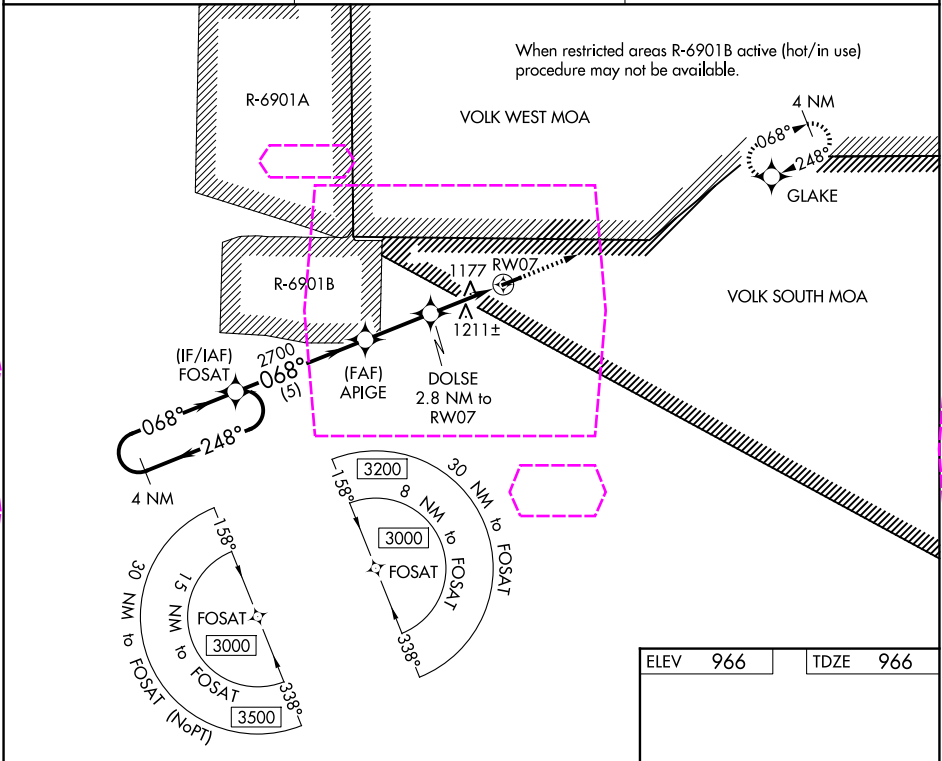 When restricted areas R-6901B active (hot/in use)
procedure may not be available.
R-6901A
VOLK WEST MOA
4 NM
068°
248°
GLAKE
R-6901B
1177
RW07
1211±
VOLK SOUTH MOA
(IF/IAF)
FOSAT
2700
068°
(5)
(FAF)
APIGE
DOLSE
2.8 NM to
RW07
068°
248°
4 NM
3200
30 NM to FOSAT
158°
8 NM to FOSAT
3000
FOSAT
338°
158°
30 NM to FOSAT (NoPT)
15 NM to FOSAT
FOSAT
3000
338°
3500
ELEV 966
TDZE 966